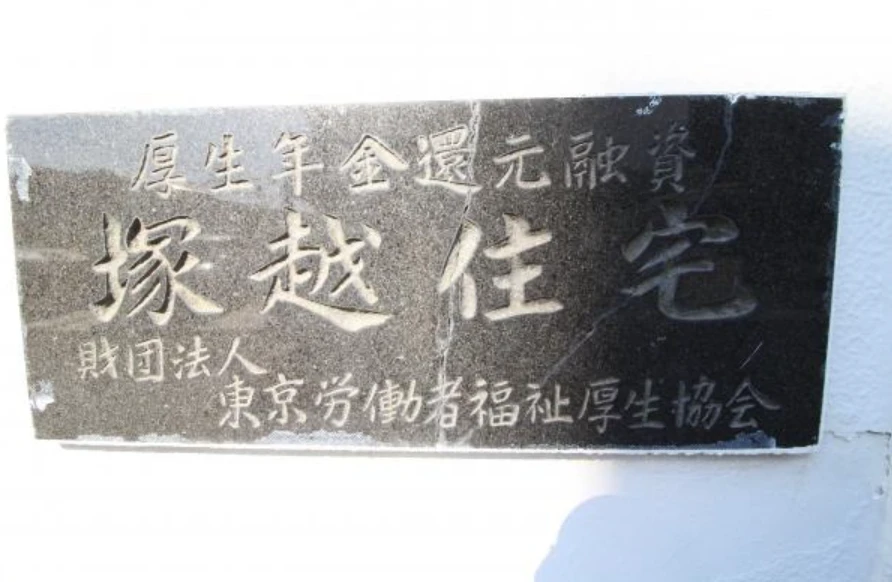 厚生年金還元融資
塚越住宅
財団法人
東京労働者福祉厚生協会